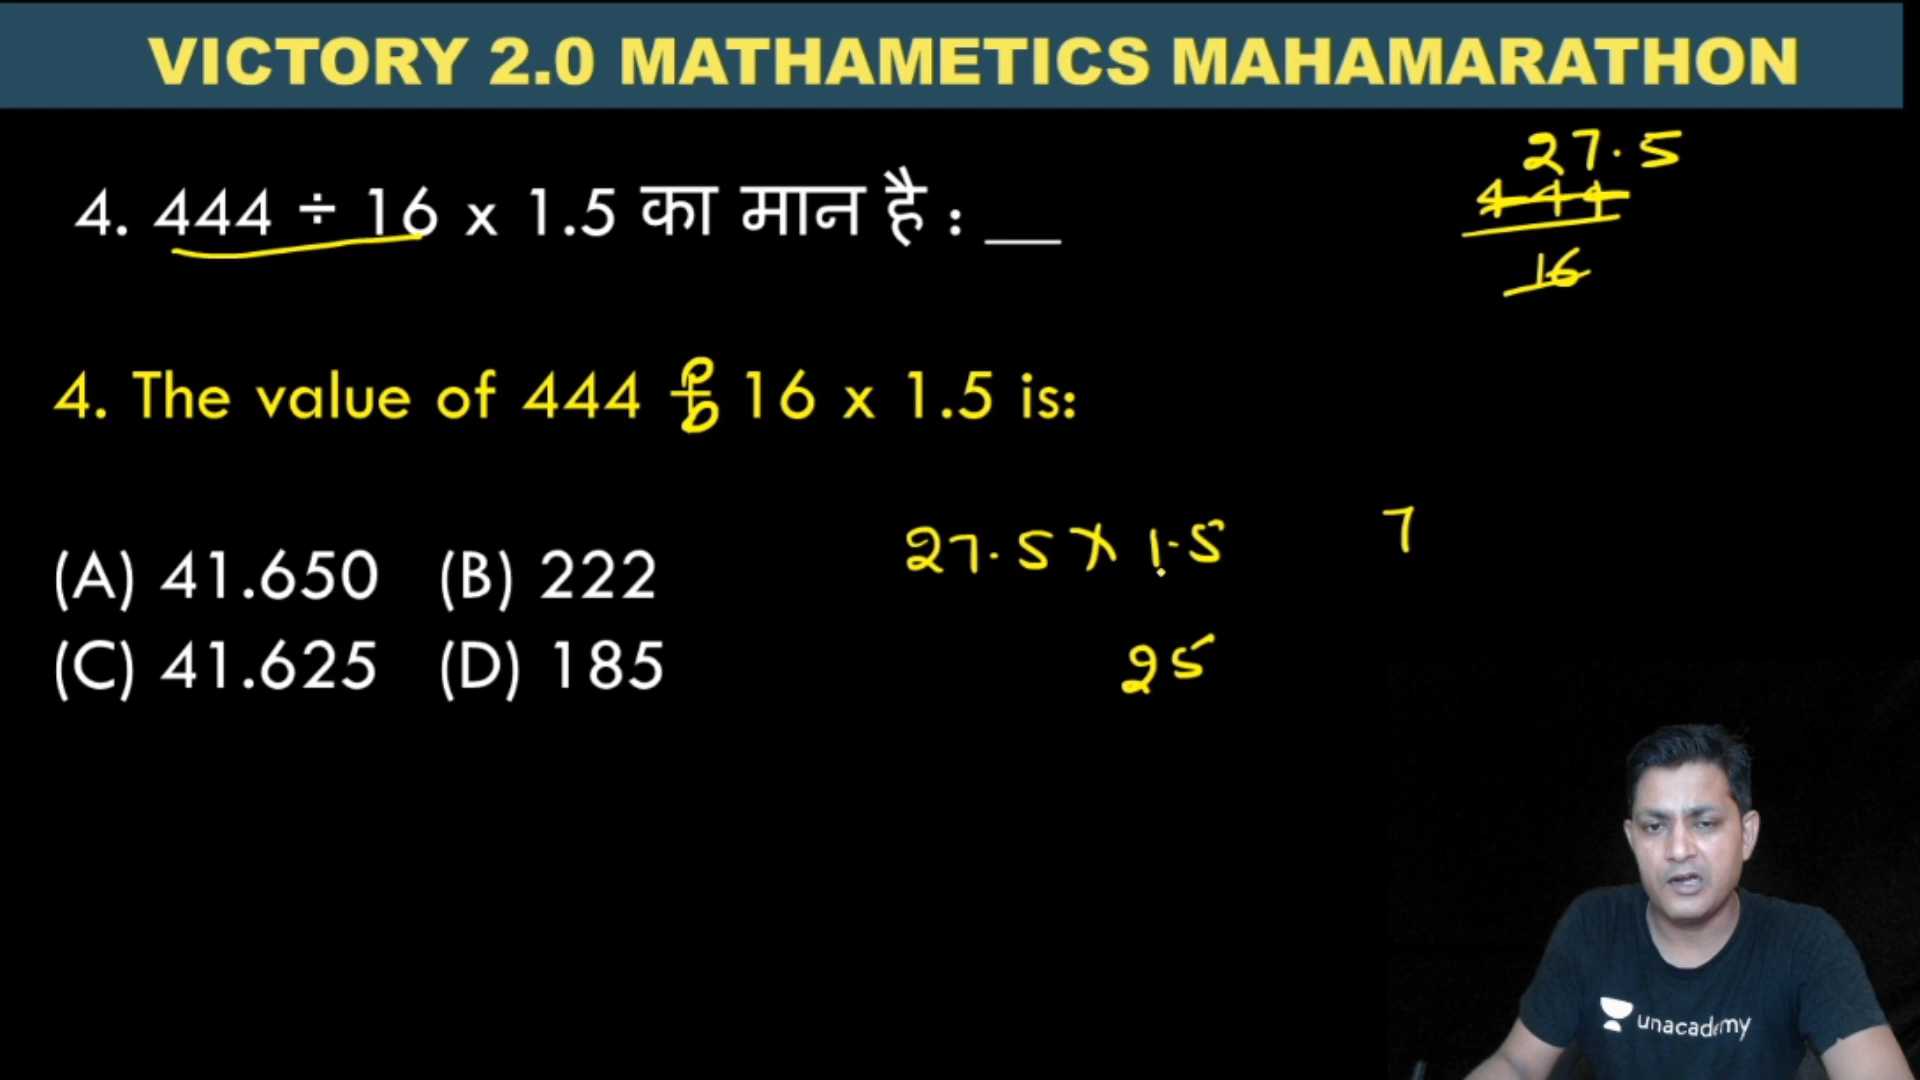 VICTORY 2.0 MATHAMETICS MAHAMARATHON
4. 444 ÷ 16 x 1.5 का मान है : __
27.5
444
16
4. The value of 444 ÷ 16 x 1.5 is:
(A) 41.650 (B) 222
27.5 x 1.5
7
(C) 41.625 (D) 185
25
unacademy